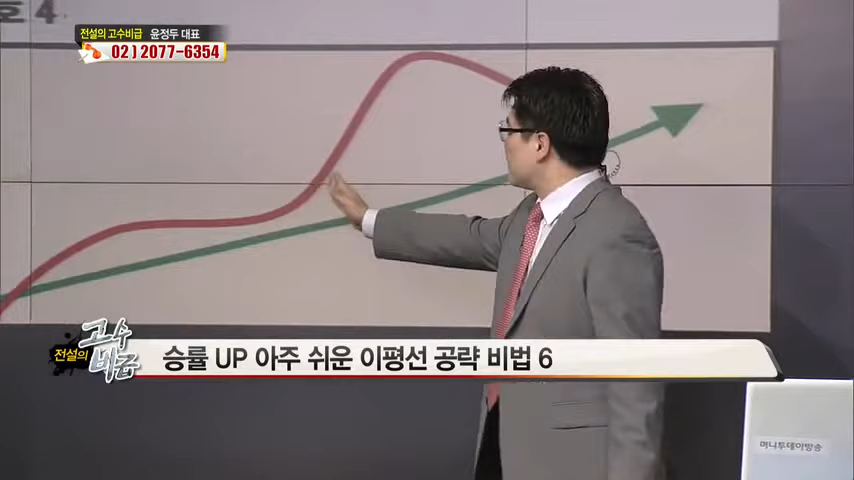 호 4
전설의 고수비급 윤정두 대표
02 ) 2077-6354
전설의 고수비급
승률 UP 아주 쉬운 이평선 공략 비법 6
머니투데이방송